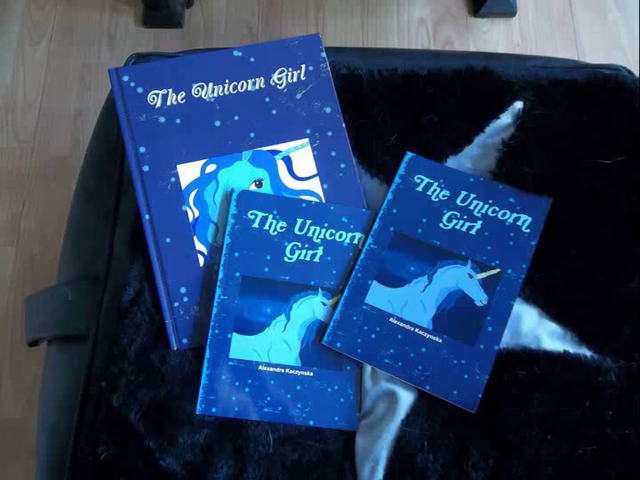 The Unicorn Girl
The Unicorn
Girl
Alexandra Kaczynska
The Unicorn
Girl
Alexandra Kaczynska